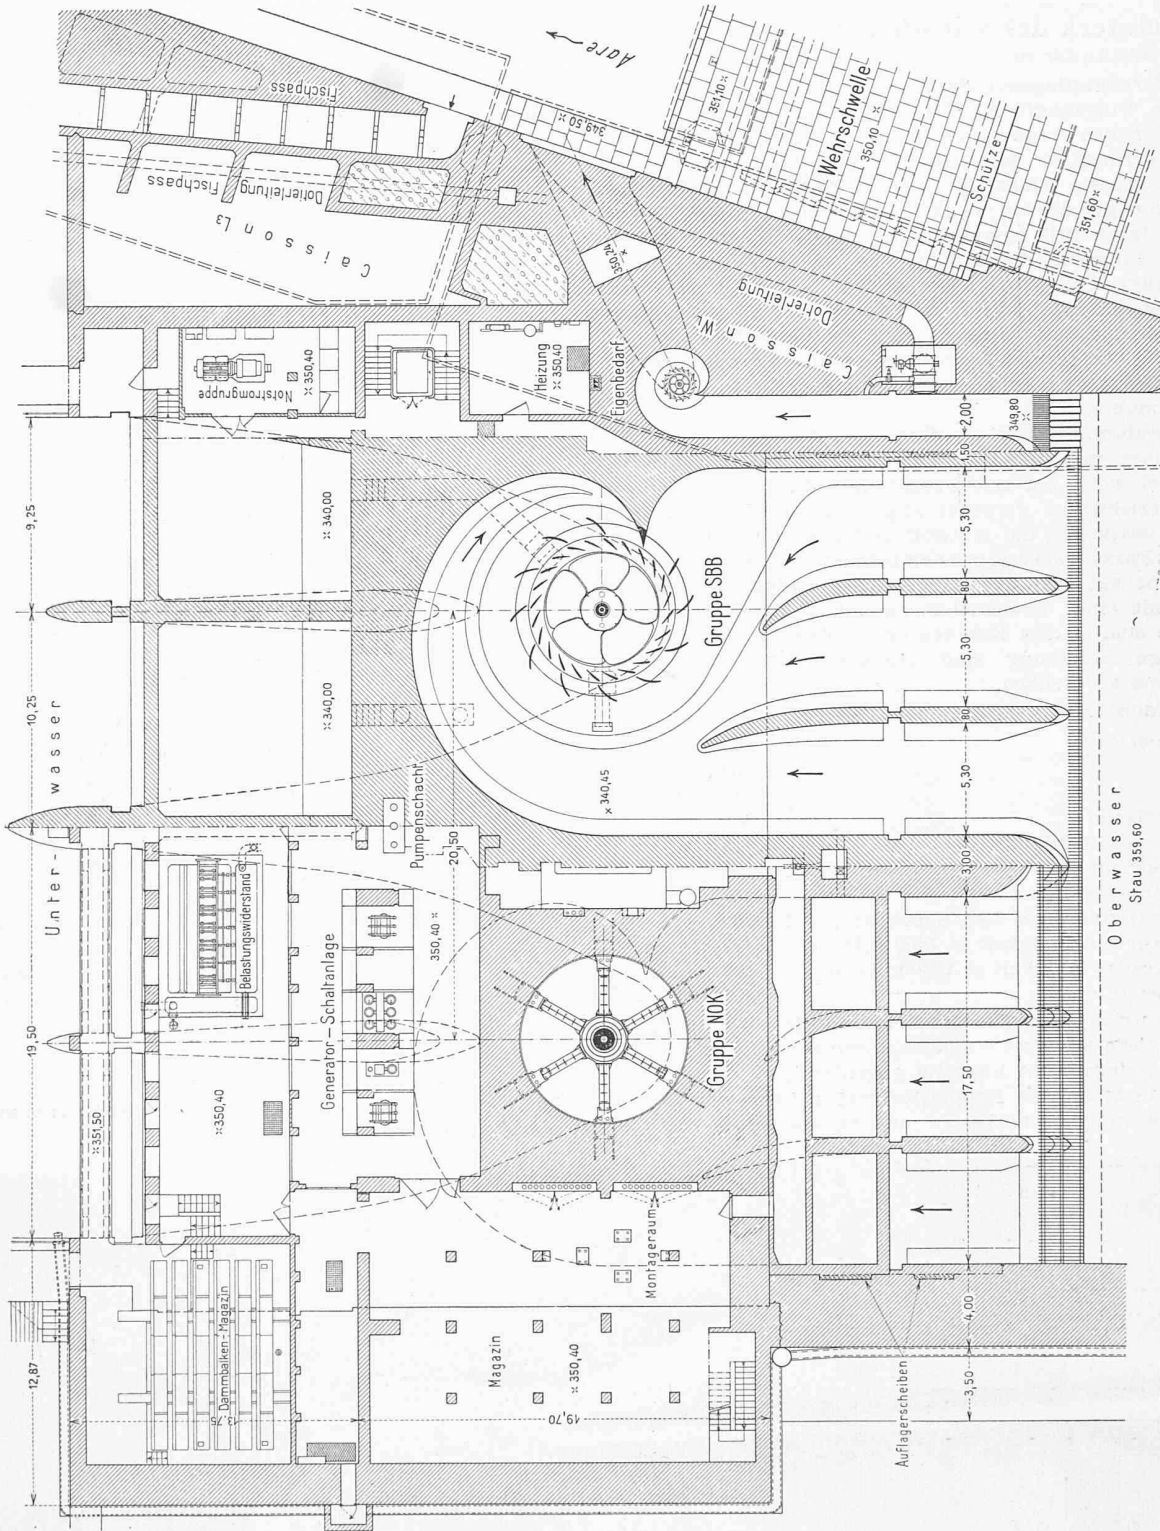 Aare
Fischpass
Fischpass
Dotierleitung
Caisson L3
349,50 ×
351,10 ×
Wehrschwelle
350,10 ×
Schütze
351,60 ×
350,24 ×
Dotierleitung
Caisson WL
Notstromgruppe
× 350,40
Heizung
× 350,40
Eigenbedarf
2,00
349,80
1,50
5,30
80
5,30
80
5,30
3,00
17,50
4,00
3,50
9,25
10,25
19,50
12,87
× 340,00
× 340,00
Gruppe SBB
× 340,45
Unter-
wasser
Pumpenschacht
20,50
350,40 ×
Belastungswiderstand
Generator-Schaltanlage
× 351,50
× 350,40
Gruppe NOK
Oberwasser
Stau 359,60
Montageraum
Dammbalken-Magazin
13,75
Magazin
× 350,40
19,70
Auflagerscheiben